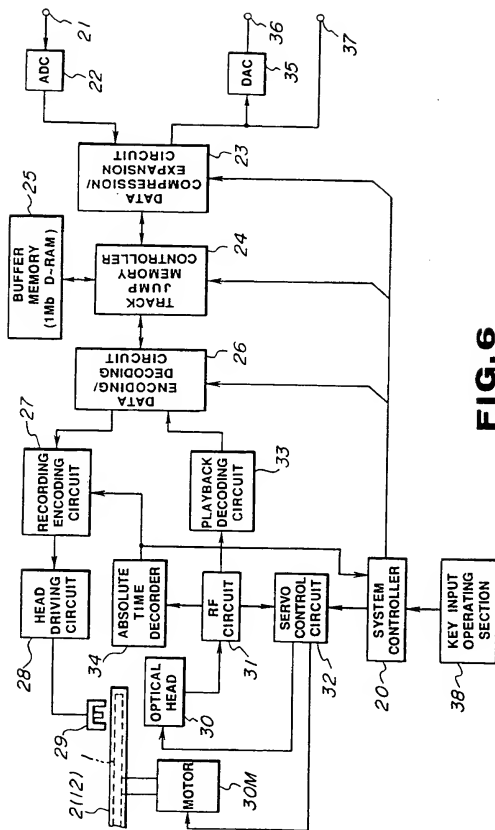 21
ADC
22
36
DAC
35
37
DATA
COMPRESSION/
EXPANSION
CIRCUIT
23
25
BUFFER
MEMORY
(1Mb D-RAM)
TRACK
JUMP
MEMORY
CONTROLLER
24
DATA
ENCODING/
DECODING
CIRCUIT
26
27
RECORDING
ENCODING
CIRCUIT
PLAYBACK
DECODING
CIRCUIT
33
HEAD
DRIVING
CIRCUIT
28
ABSOLUTE
TIME
DECORDER
34
RF
CIRCUIT
31
SERVO
CONTROL
CIRCUIT
32
SYSTEM
CONTROLLER
20
KEY INPUT
OPERATING
SECTION
38
29
OPTICAL
HEAD
30
2(12)
1
MOTOR
30M
FIG.6